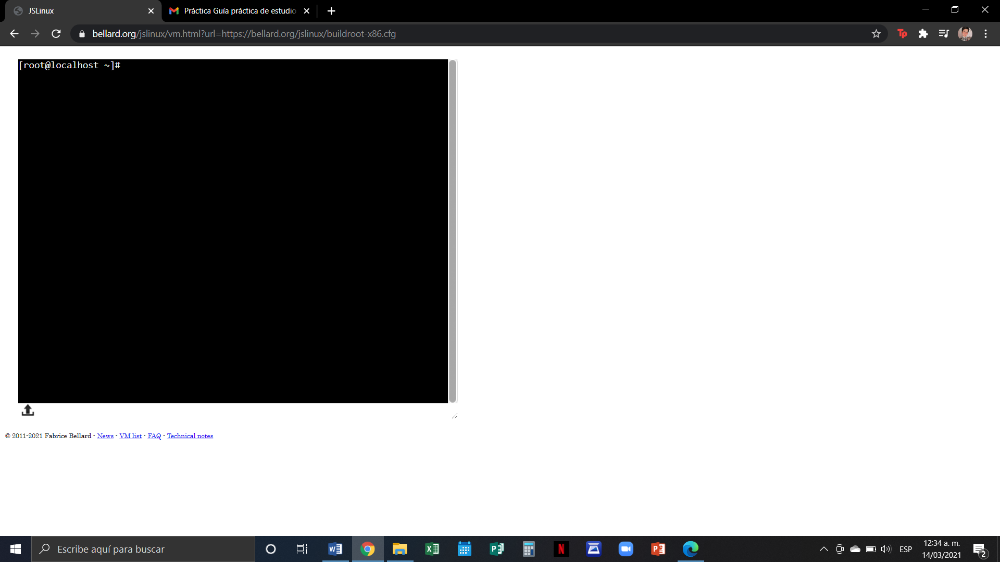 JSLinux
Práctica Guía práctica de estudio
bellard.org/jslinux/vm.html?url=https://bellard.org/jslinux/buildroot-x86.cfg
Tp
[root@localhost ~]#
© 2011-2021 Fabrice Bellard - News - VM list - FAQ - Technical notes
Escribe aquí para buscar
ESP
12:34 a. m.
14/03/2021
2